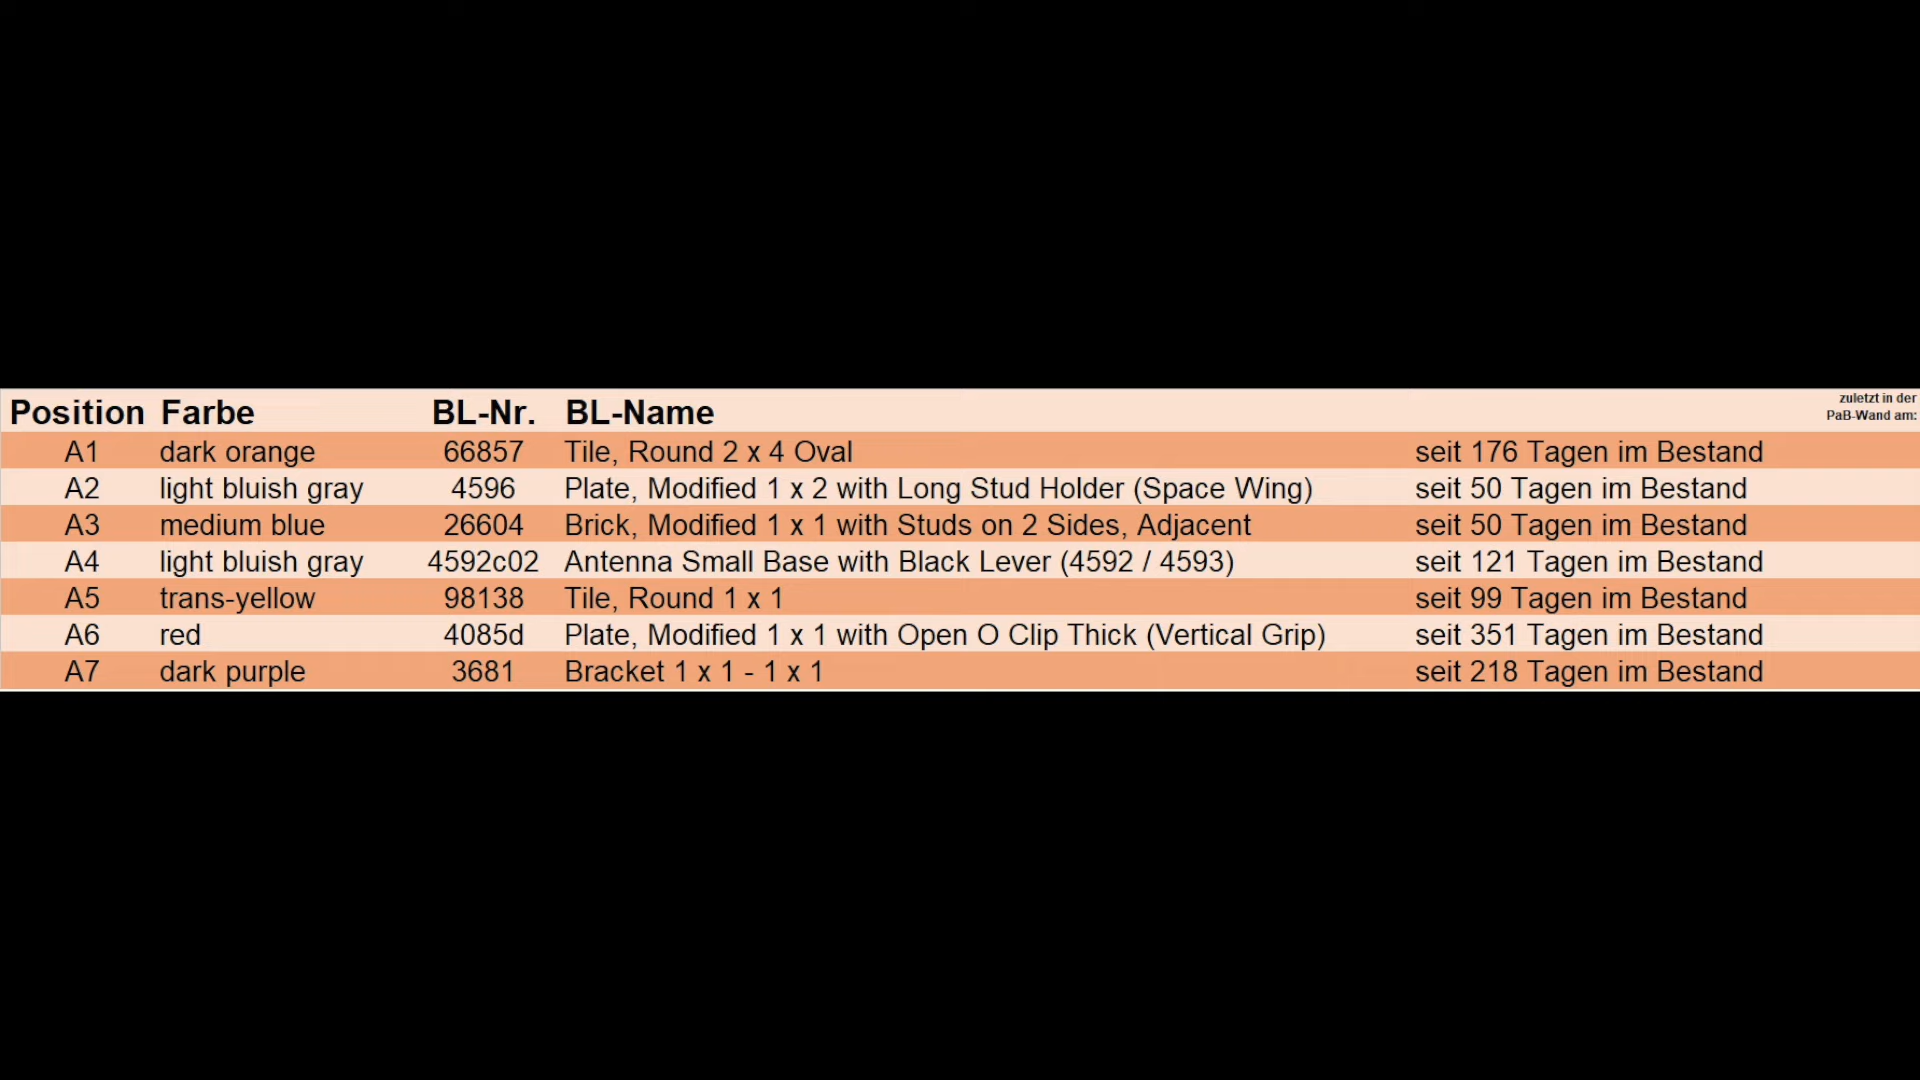 Position Farbe BL-Nr. BL-Name zuletzt in der PaB-Wand am:
A1 dark orange 66857 Tile, Round 2 x 4 Oval seit 176 Tagen im Bestand
A2 light bluish gray 4596 Plate, Modified 1 x 2 with Long Stud Holder (Space Wing) seit 50 Tagen im Bestand
A3 medium blue 26604 Brick, Modified 1 x 1 with Studs on 2 Sides, Adjacent seit 50 Tagen im Bestand
A4 light bluish gray 4592c02 Antenna Small Base with Black Lever (4592 / 4593) seit 121 Tagen im Bestand
A5 trans-yellow 98138 Tile, Round 1 x 1 seit 99 Tagen im Bestand
A6 red 4085d Plate, Modified 1 x 1 with Open O Clip Thick (Vertical Grip) seit 351 Tagen im Bestand
A7 dark purple 3681 Bracket 1 x 1 - 1 x 1 seit 218 Tagen im Bestand